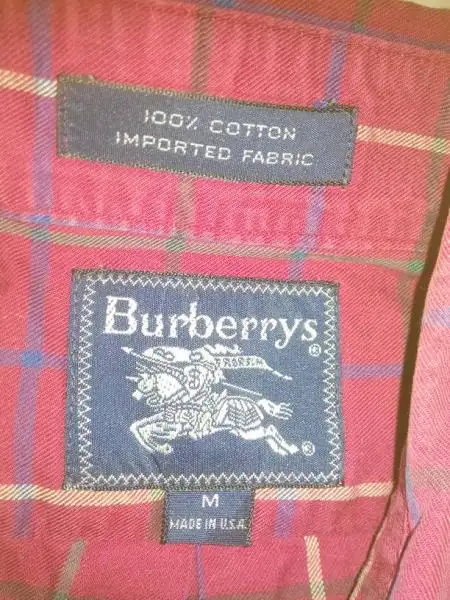 100% COTTON
IMPORTED FABRIC
Burberrys®
PRORSUM
®
M
MADE IN U.S.A.